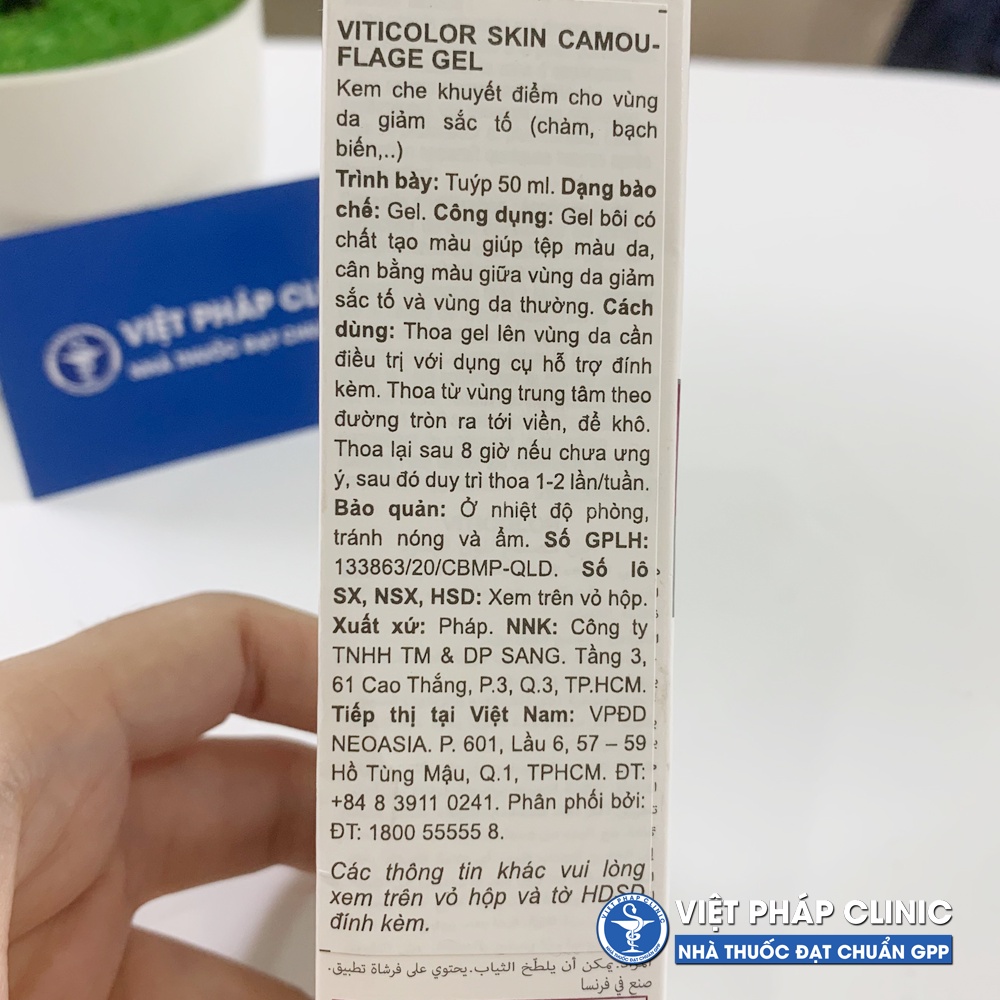 VITICOLOR SKIN CAMOU-
FLAGE GEL
Kem che khuyết điểm cho vùng
da giảm sắc tố (chàm, bạch
biến,..)
Trình bày: Tuýp 50 ml. Dạng bào
chế: Gel. Công dụng: Gel bôi có
chất tạo màu giúp tệp màu da,
cân bằng màu giữa vùng da giảm
sắc tố và vùng da thường. Cách
dùng: Thoa gel lên vùng da cần
điều trị với dụng cụ hỗ trợ đính
kèm. Thoa từ vùng trung tâm theo
đường tròn ra tới viền, để khô.
Thoa lại sau 8 giờ nếu chưa ưng
ý, sau đó duy trì thoa 1-2 lần/tuần.
Bảo quản: Ở nhiệt độ phòng,
tránh nóng và ẩm. Số GPLH:
133863/20/CBMP-QLD. Số lô
SX, NSX, HSD: Xem trên vỏ hộp.
Xuất xứ: Pháp. NNK: Công ty
TNHH TM & DP SANG. Tầng 3,
61 Cao Thắng, P.3, Q.3, TP.HCM.
Tiếp thị tại Việt Nam: VPĐD
NEOASIA. P. 601, Lầu 6, 57 – 59
Hồ Tùng Mậu, Q.1, TPHCM. ĐT:
+84 8 3911 0241. Phân phối bởi:
ĐT: 1800 55555 8.
Các thông tin khác vui lòng
xem trên vỏ hộp và tờ HDSD
đính kèm.
يمكن أن يلطّخ الثياب. يحتوي على فرشاة تطبيق.
صنع في فرنسا
VIỆT PHÁP CLI
NHÀ THUỐC ĐẠT CHU
VIỆT PHÁP CLINIC
VIỆT PHÁP CLINIC
GPP
NHÀ THUỐC ĐẠT CHUẨN GPP